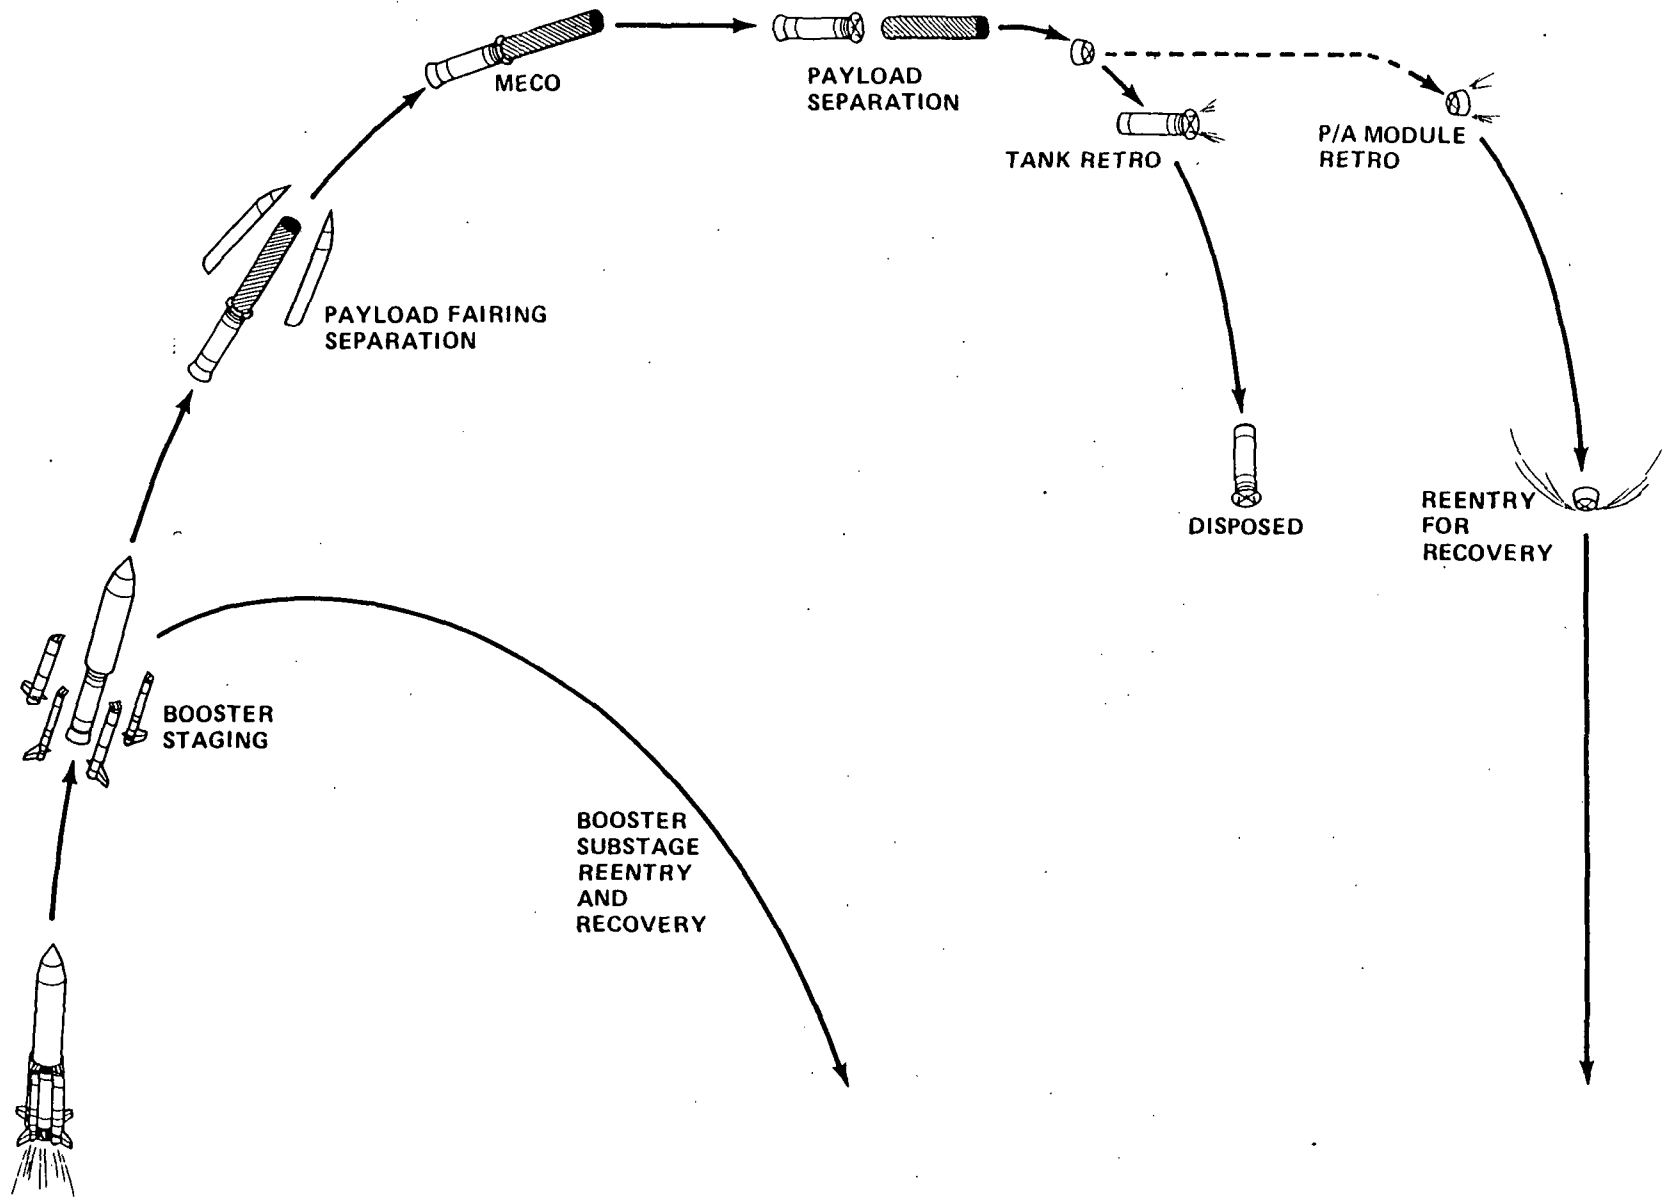 MECO
PAYLOAD
SEPARATION
TANK RETRO
P/A MODULE
RETRO
PAYLOAD FAIRING
SEPARATION
DISPOSED
REENTRY
FOR
RECOVERY
BOOSTER
STAGING
BOOSTER
SUBSTAGE
REENTRY
AND
RECOVERY